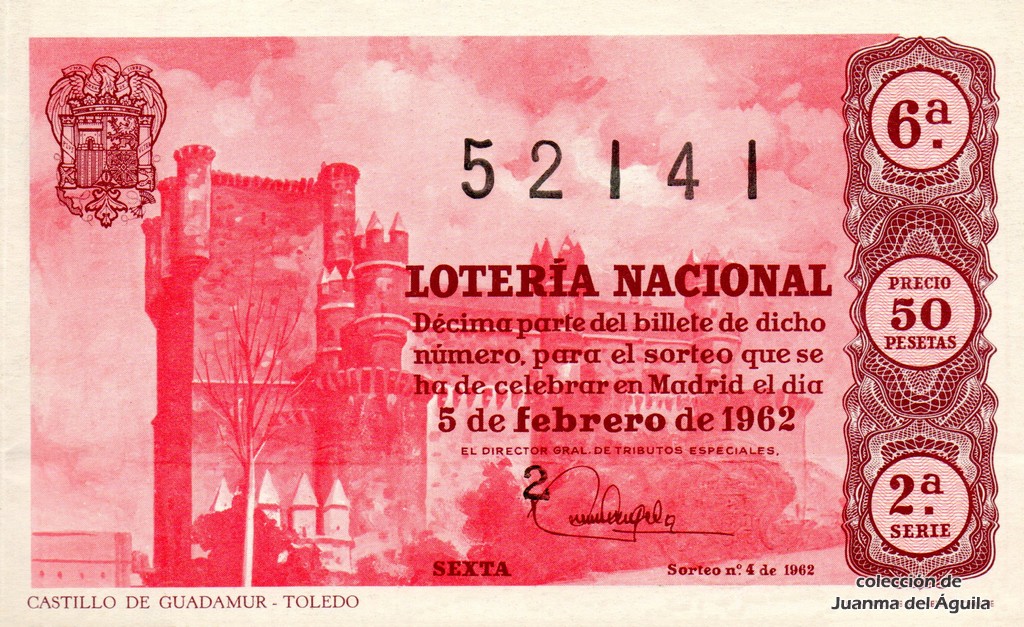 52141
6ª
LOTERÍA NACIONAL
Décima parte del billete de dicho
número, para el sorteo que se
ha de celebrar en Madrid el día
5 de febrero de 1962
EL DIRECTOR GRAL. DE TRIBUTOS ESPECIALES,
2
PRECIO
50
PESETAS
2ª
SERIE
SEXTA
Sorteo n.º 4 de 1962
CASTILLO DE GUADAMUR - TOLEDO
colección de
Juanma del Águila